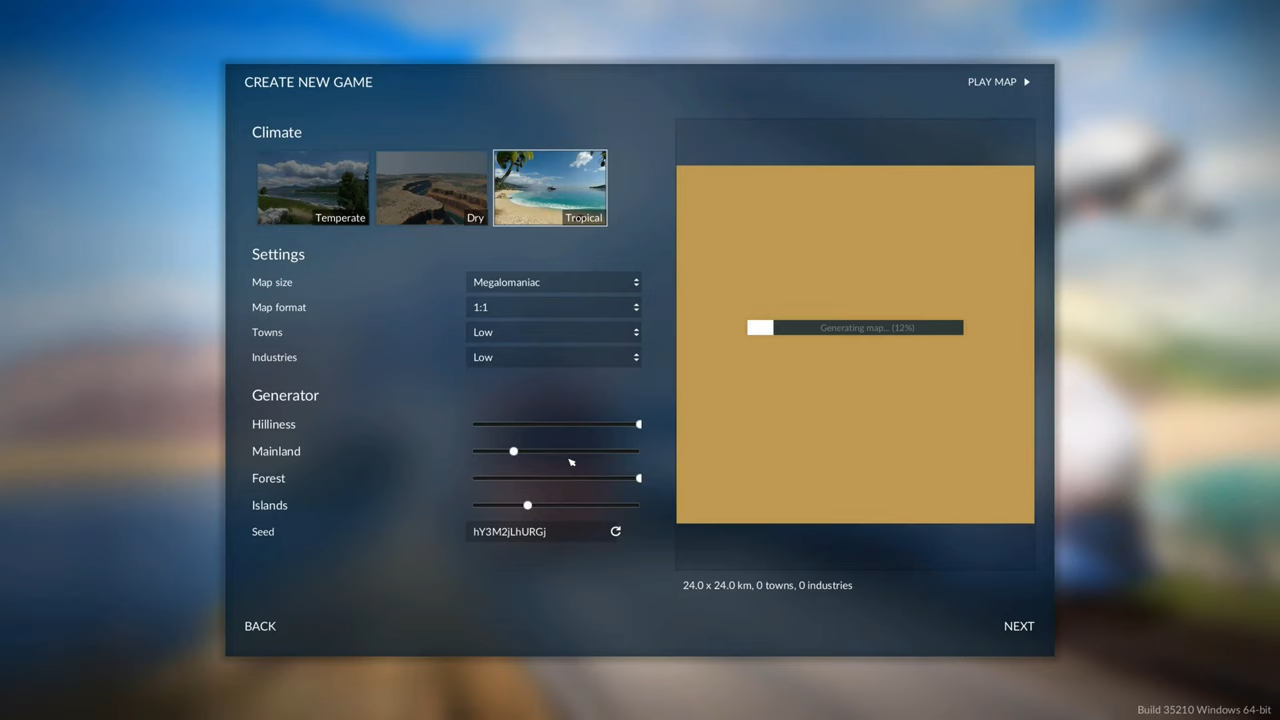 CREATE NEW GAME
PLAY MAP
Climate
Temperate
Dry
Tropical
Settings
Map size
Megalomaniac
Map format
1:1
Towns
Low
Industries
Low
Generator
Hilliness
Mainland
Forest
Islands
Seed
hY3M2jLhURGj
Generating map... (12%)
24.0 x 24.0 km, 0 towns, 0 industries
BACK
NEXT
Build 35210 Windows 64-bit